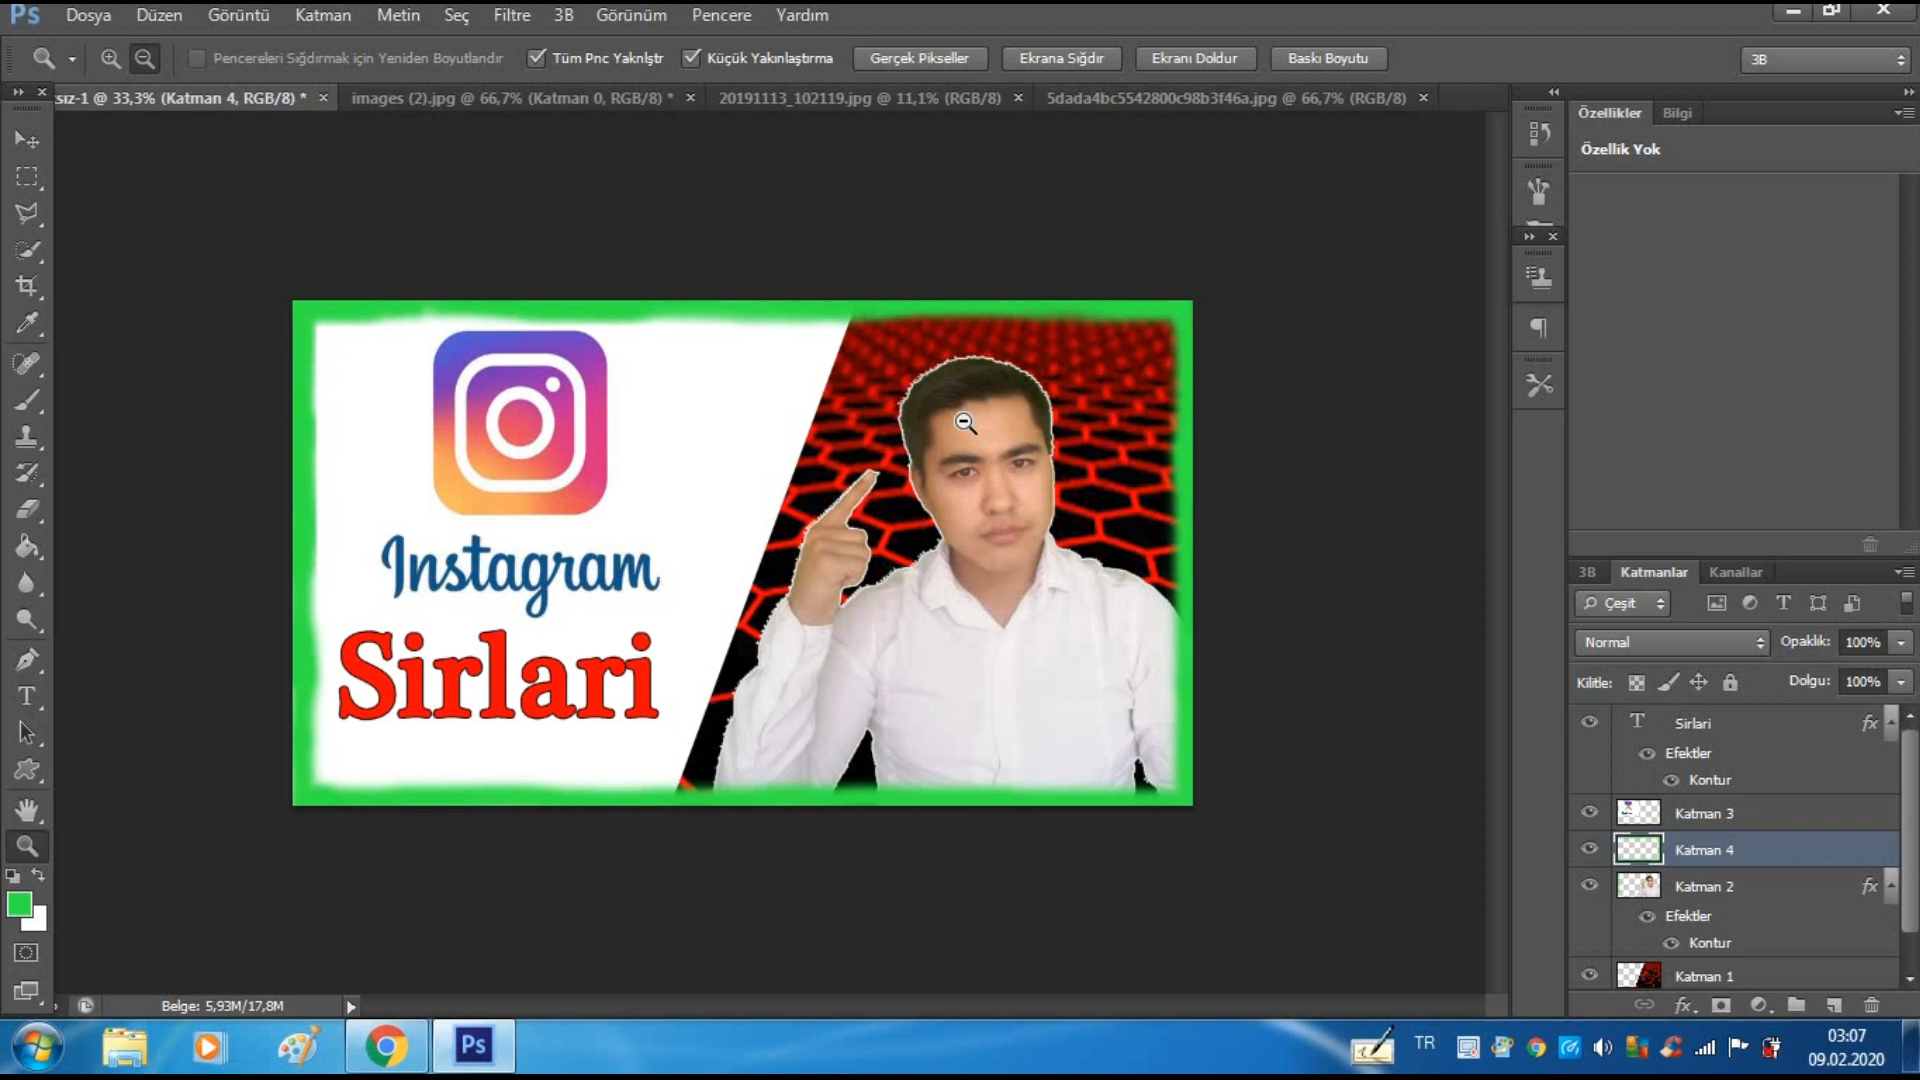 Ps Dosya Düzen Görüntü Katman Metin Seç Filtre 3B Görünüm Pencere Yardım
Pencereleri Sığdırmak için Yeniden Boyutlandır Tüm Pnc Yaknlştr Küçük Yakınlaştırma Gerçek Pikseller Ekrana Sığdır Ekranı Doldur Baskı Boyutu 3B
sız-1 @ 33,3% (Katman 4, RGB/8) * images (2).jpg @ 66,7% (Katman 0, RGB/8) * 20191113_102119.jpg @ 11,1% (RGB/8) 5dada4bc5542800c98b3f46a.jpg @ 66,7% (RGB/8)
Özellikler Bilgi
Özellik Yok
Instagram
Sirlari
3B Katmanlar Kanallar
Çeşit
Normal Opaklık: 100%
Kilitle: Dolgu: 100%
Sirlari fx
Efektler
Kontur
Katman 3
Katman 4
Katman 2 fx
Efektler
Kontur
Katman 1
Belge: 5,93M/17,8M
fx
Ps
TR
03:07
09.02.2020